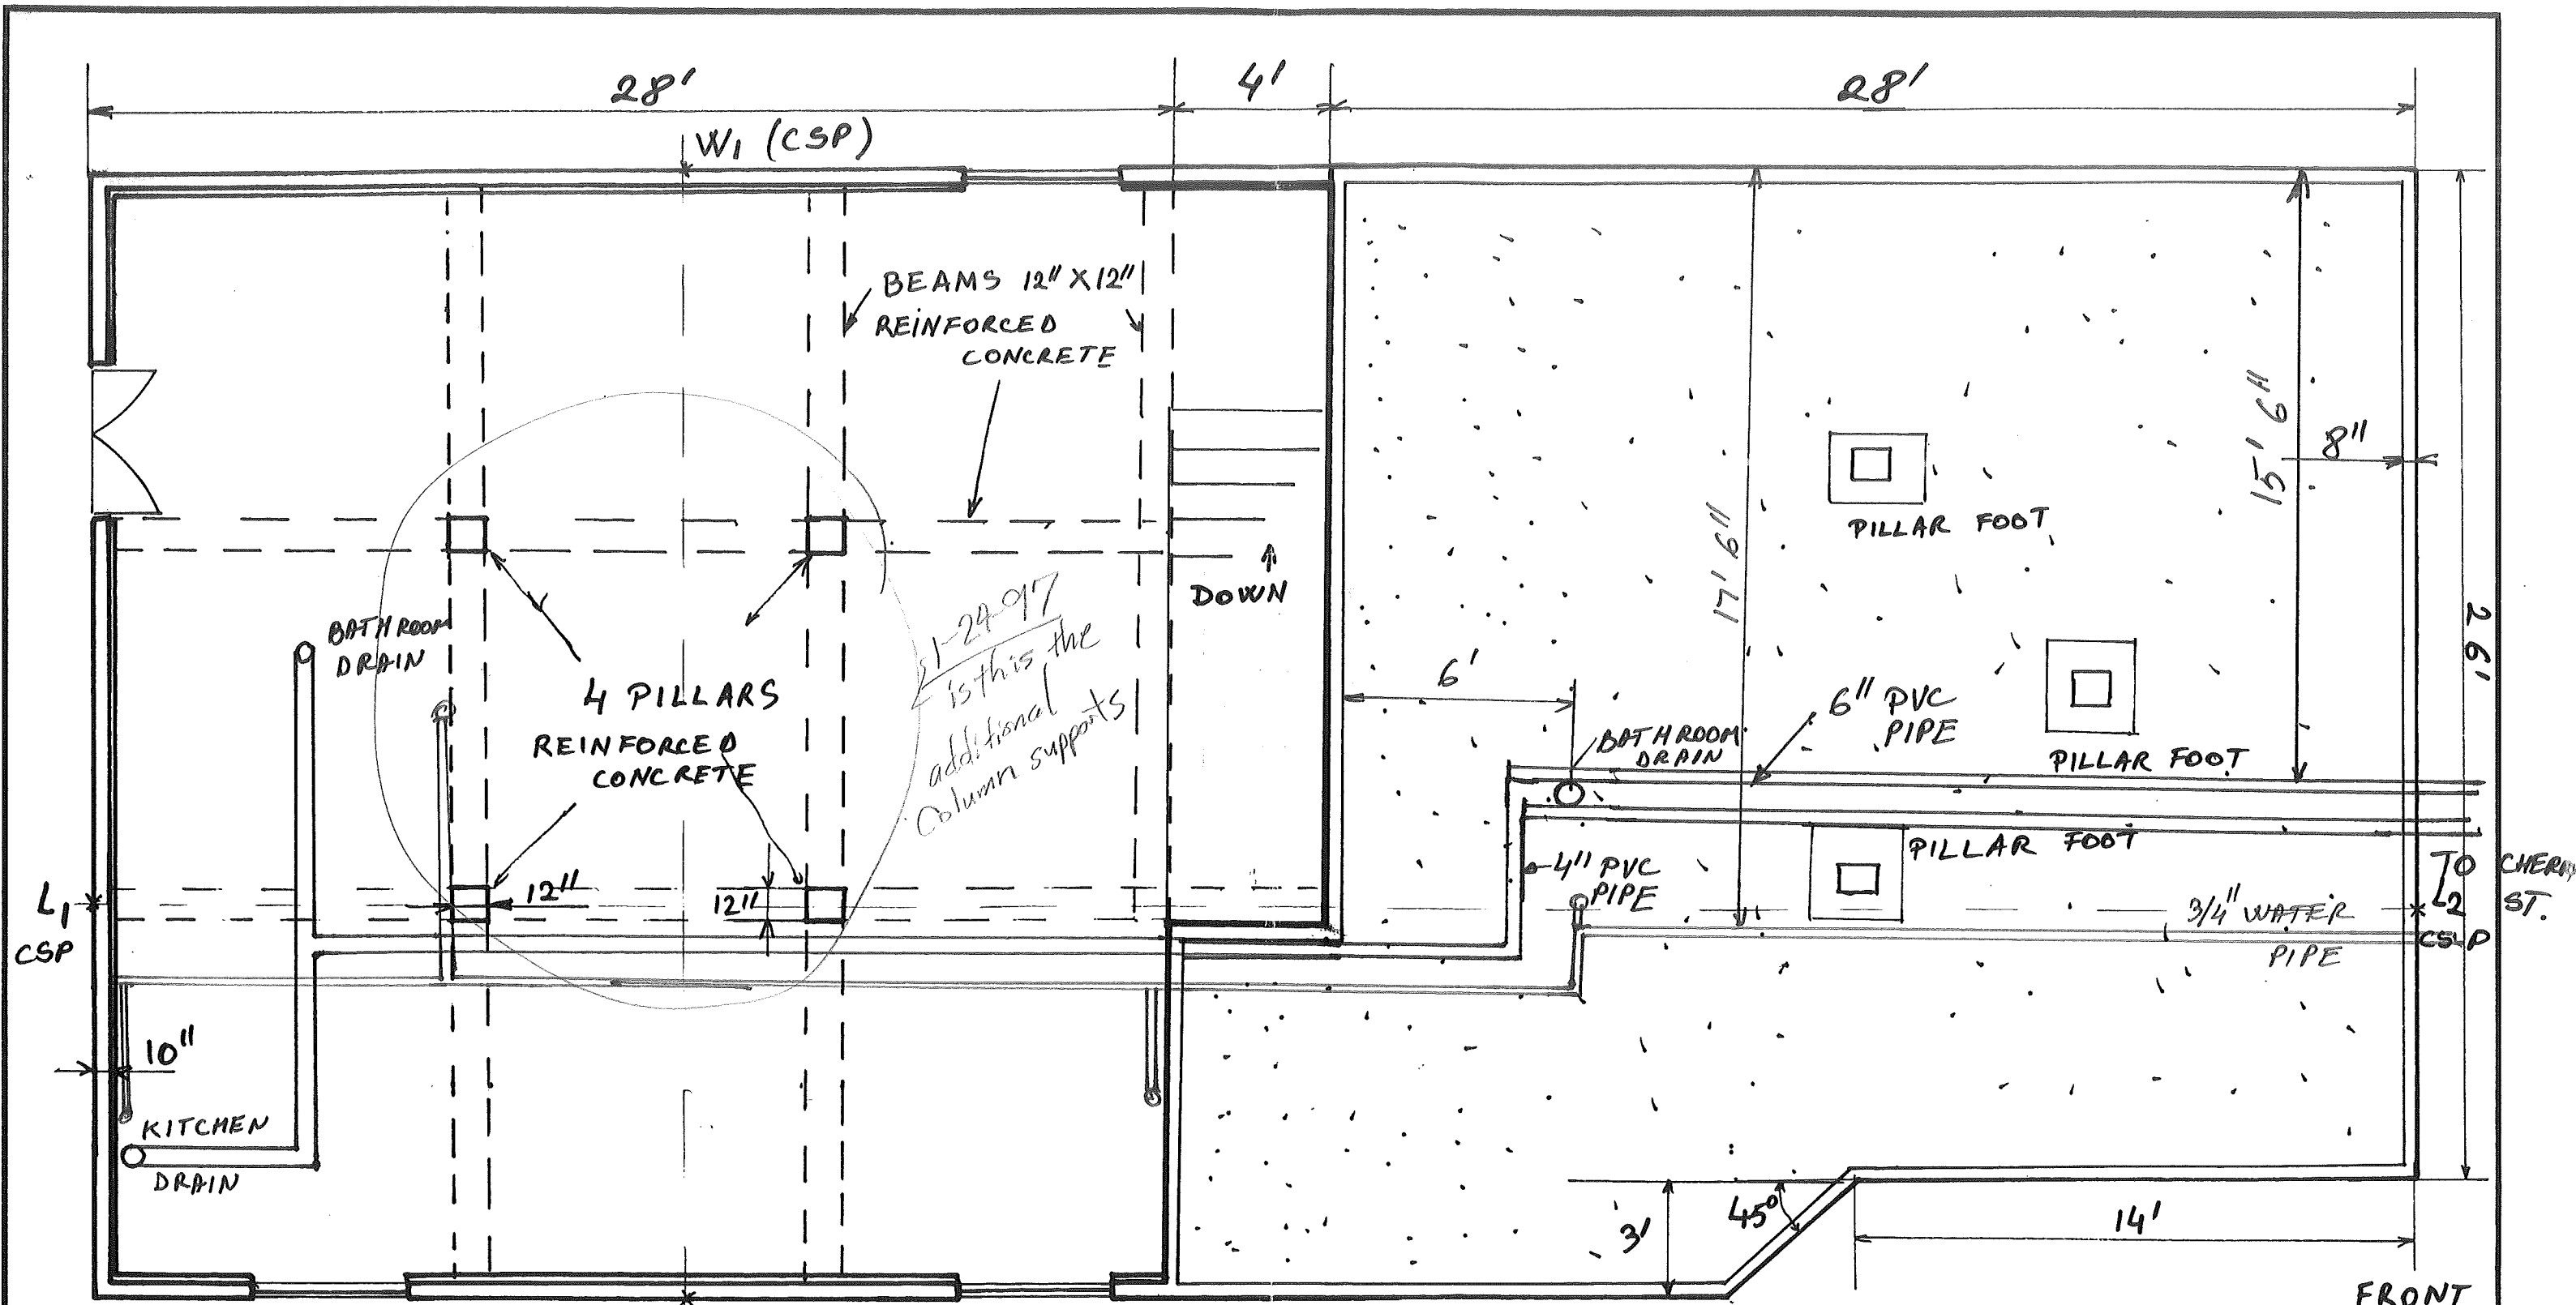 28'
4'
28'
W1 (CSP)
BEAMS 12" X 12"
REINFORCED
CONCRETE
15' 6"
8"
PILLAR FOOT
17' 6"
DOWN
1-24-97
is this the
additional
Column supports
BATHROOM
DRAIN
4 PILLARS
REINFORCED
CONCRETE
26'
6'
6" PVC
PIPE
BATHROOM
DRAIN
PILLAR FOOT
PILLAR FOOT
4" PVC
PIPE
12"
12"
L1
CSP
TO
ST.
L2
CSP
3/4" WATER
PIPE
10"
KITCHEN
DRAIN
3'
45°
14'
FRONT